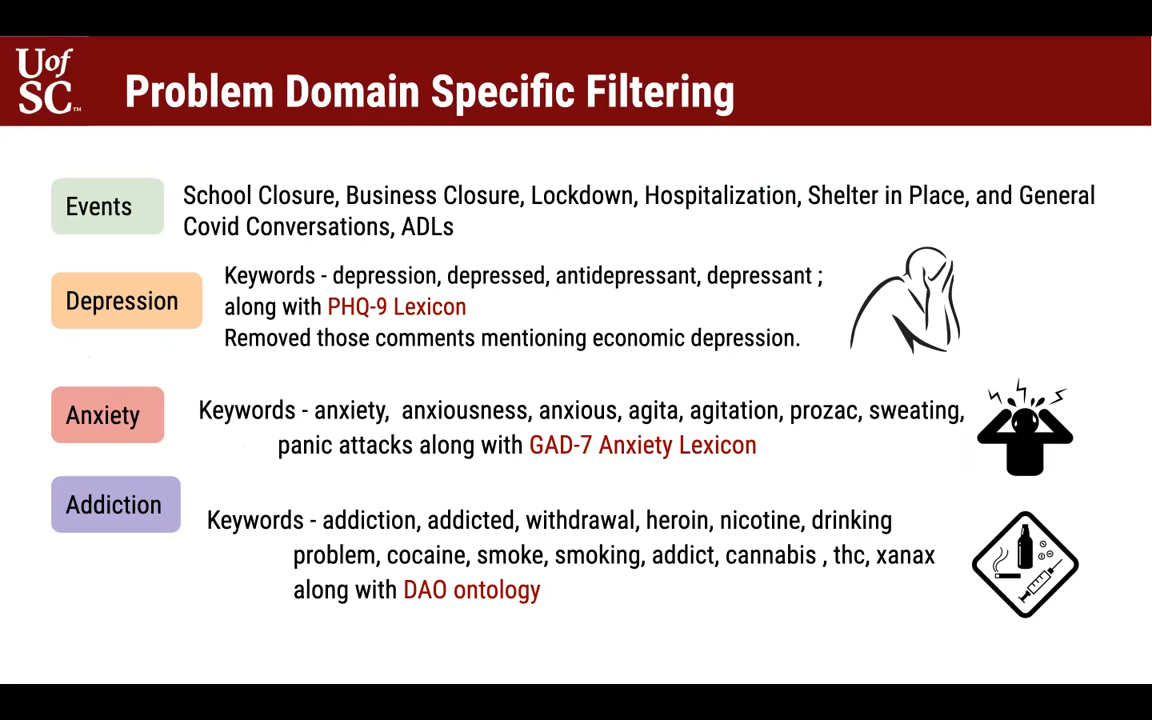 Uof
SC™
Problem Domain Specific Filtering
Events
School Closure, Business Closure, Lockdown, Hospitalization, Shelter in Place, and General
Covid Conversations, ADLs
Depression
Keywords - depression, depressed, antidepressant, depressant ;
along with PHQ-9 Lexicon
Removed those comments mentioning economic depression.
Anxiety
Keywords - anxiety, anxiousness, anxious, agita, agitation, prozac, sweating,
panic attacks along with GAD-7 Anxiety Lexicon
Addiction
Keywords - addiction, addicted, withdrawal, heroin, nicotine, drinking
problem, cocaine, smoke, smoking, addict, cannabis , thc, xanax
along with DAO ontology